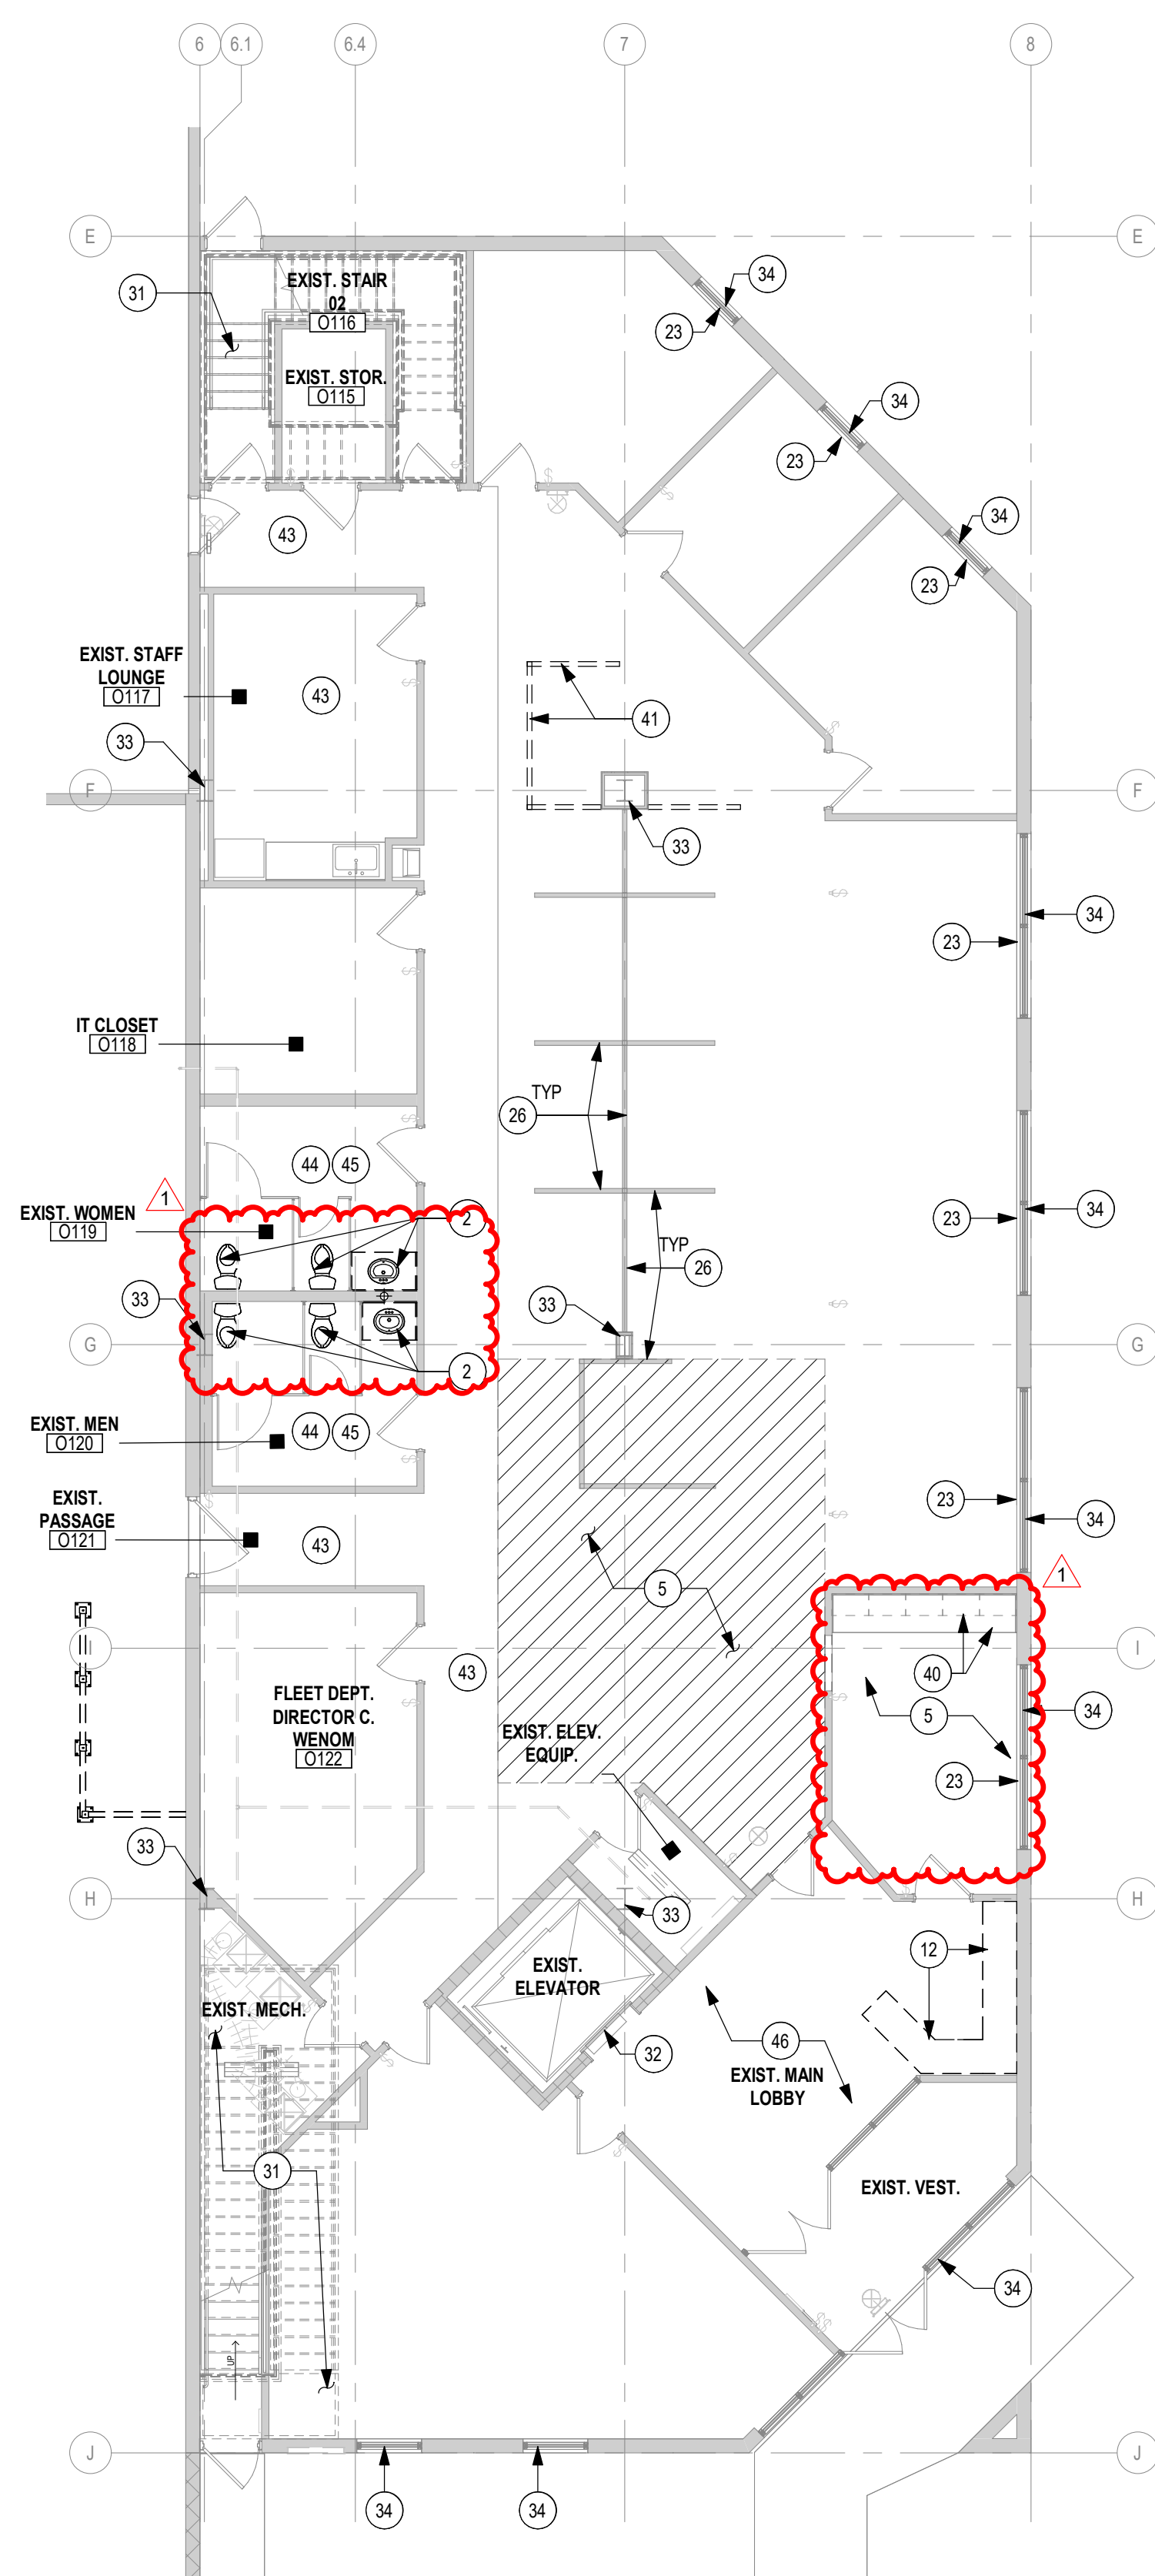 6
6.1
6.4
7
8
E
E
EXIST. STAIR
02
O116
31
34
23
EXIST. STOR.
O115
34
23
34
43
23
EXIST. STAFF
LOUNGE
O117
43
41
33
F
F
33
34
23
IT CLOSET
O118
TYP
26
44
45
1
EXIST. WOMEN
O119
2
34
23
TYP
26
33
33
G
G
2
EXIST. MEN
O120
44
45
EXIST.
PASSAGE
O121
23
34
43
1
5
I
I
43
40
FLEET DEPT.
DIRECTOR C.
WENOM
O122
5
34
EXIST. ELEV.
EQUIP.
23
33
H
H
33
12
EXIST.
ELEVATOR
EXIST. MECH.
46
32
EXIST. MAIN
LOBBY
31
EXIST. VEST.
34
UP
J
J
34
34